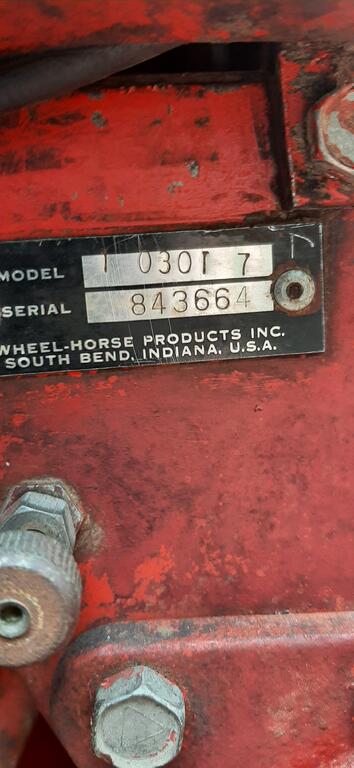 MODEL 1 0301 7
SERIAL 843664
WHEEL-HORSE PRODUCTS INC.
SOUTH BEND, INDIANA, U.S.A.